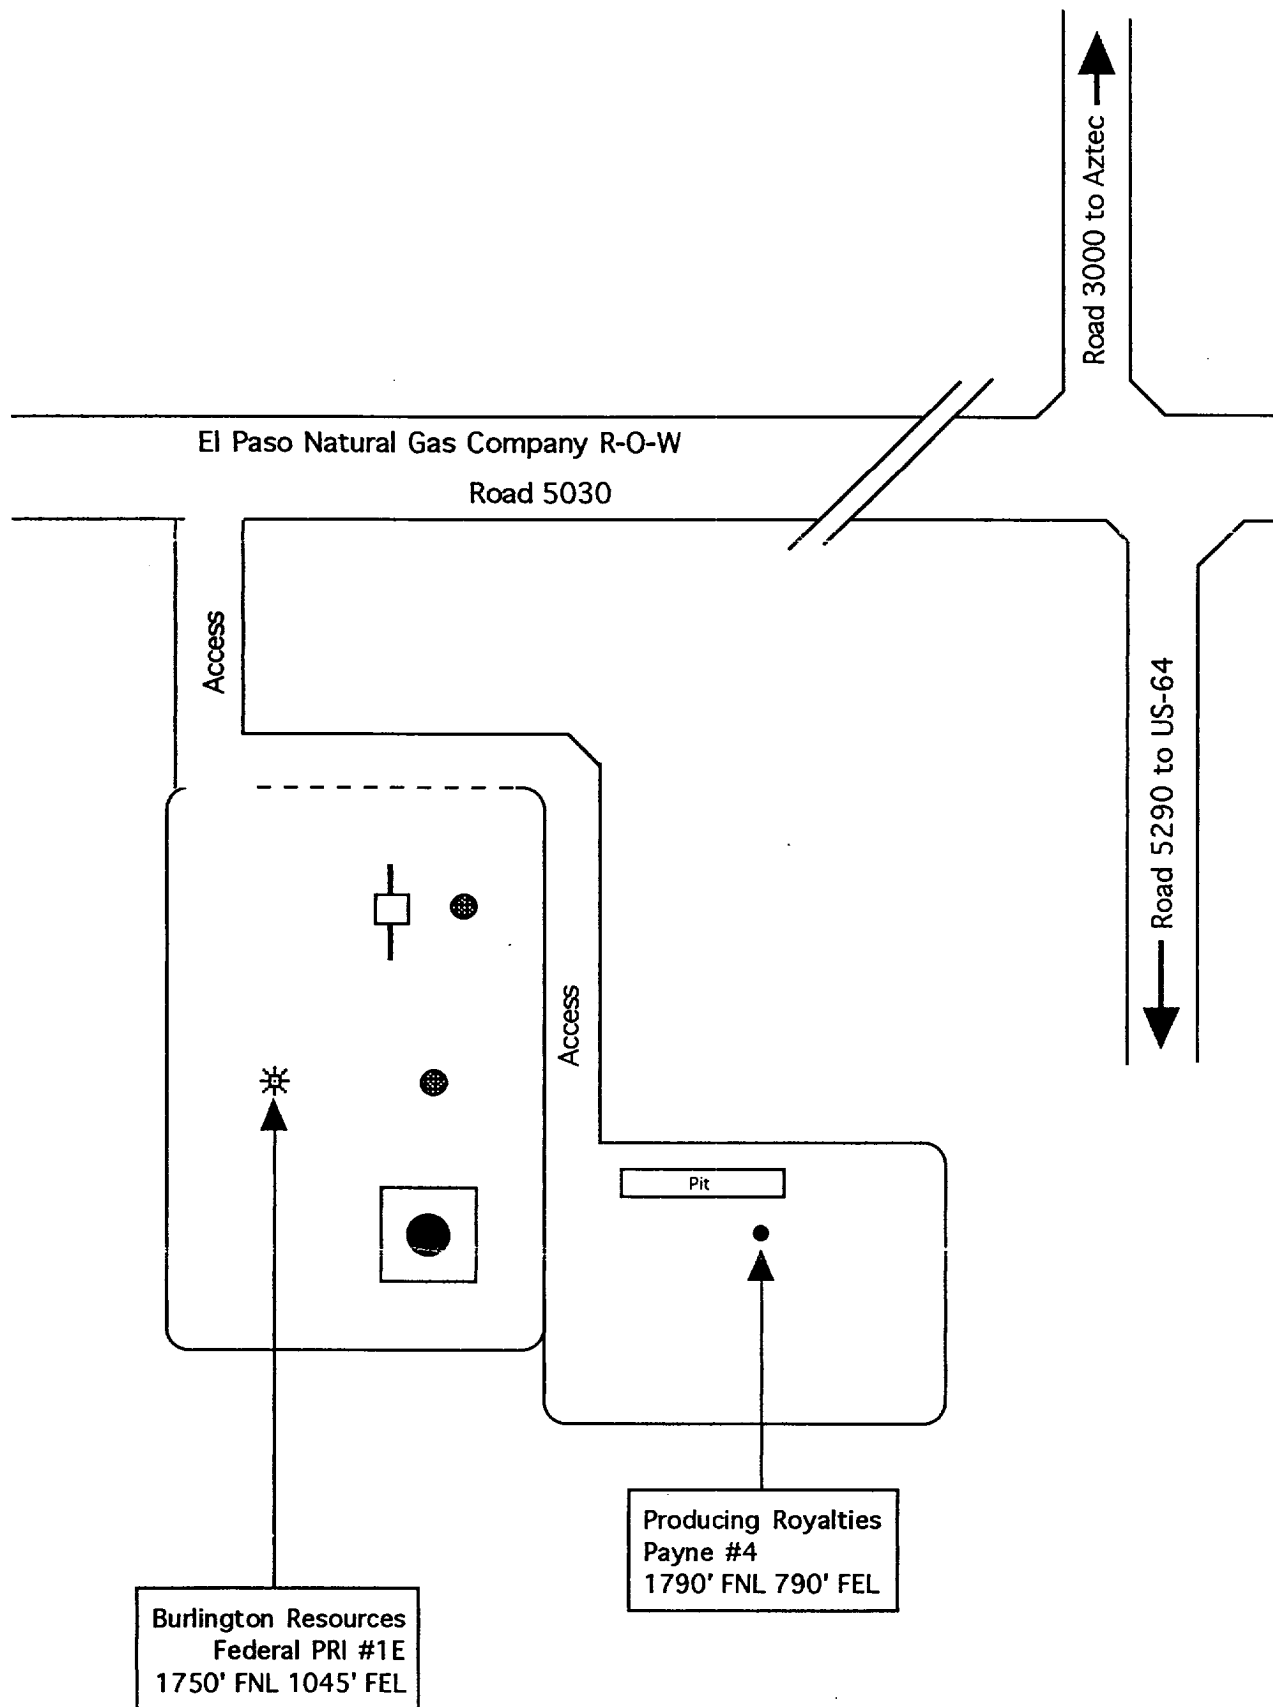 Road 3000 to Aztec
El Paso Natural Gas Company R-O-W
Road 5030
Access
Road 5290 to US-64
Access
Pit
Producing Royalties
Payne #4
1790' FNL 790' FEL
Burlington Resources
Federal PRI #1E
1750' FNL 1045' FEL